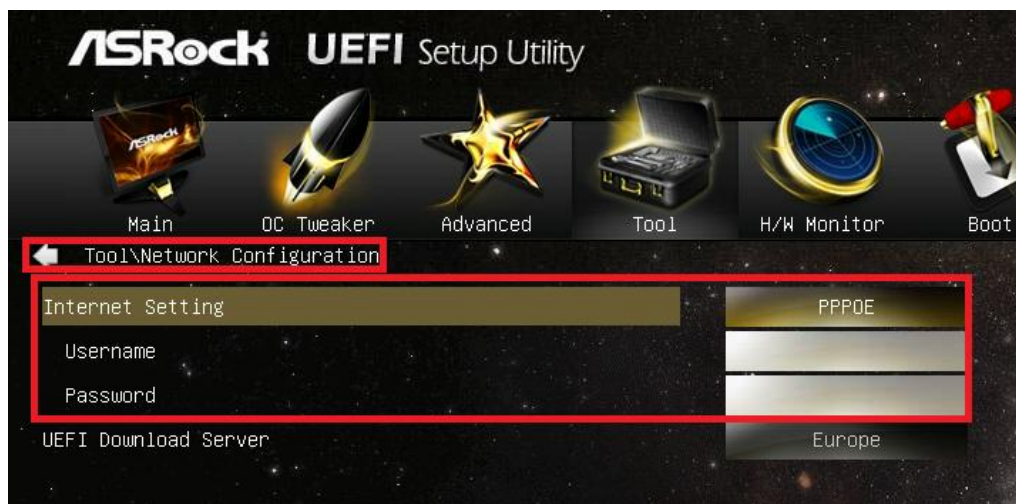 ASRock UEFI Setup Utility
ASRock
Main OC Tweaker Advanced Tool H/W Monitor Boot
Tool\Network Configuration
Internet Setting PPPOE
Username
Password
UEFI Download Server Europe